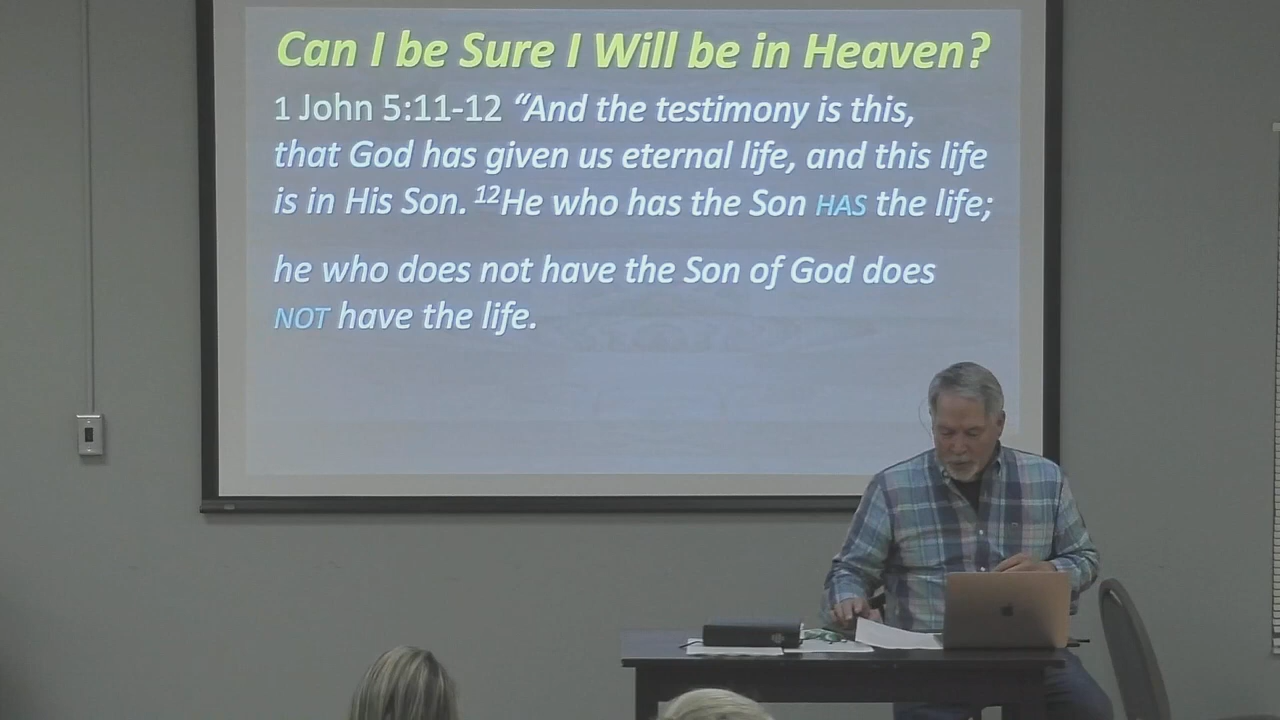 Can I be Sure I Will be in Heaven?
1 John 5:11-12 “And the testimony is this,
that God has given us eternal life, and this life
is in His Son. 12He who has the Son HAS the life;
he who does not have the Son of God does
NOT have the life.